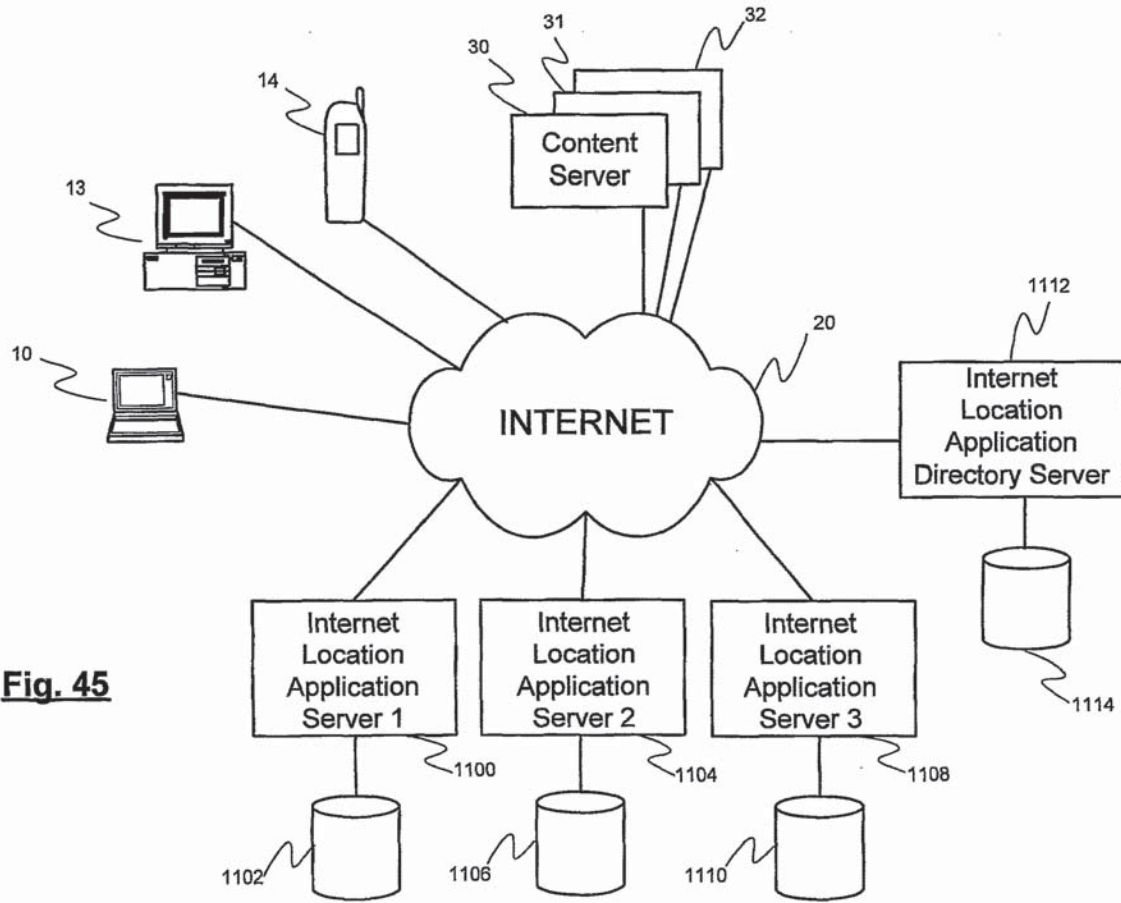 32
31
30
14
Content
Server
13
1112
20
10
Internet
Location
Application
Directory Server
INTERNET
Internet
Location
Application
Server 1
Internet
Location
Application
Server 2
Internet
Location
Application
Server 3
1114
Fig. 45
1100
1104
1108
1102
1106
1110